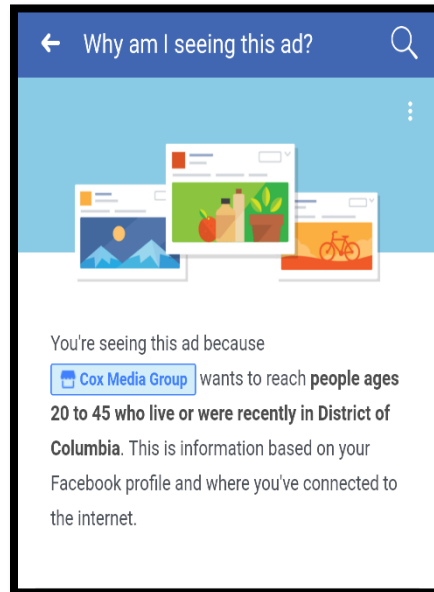 Why am I seeing this ad?
You're seeing this ad because
Cox Media Group wants to reach people ages
20 to 45 who live or were recently in District of
Columbia. This is information based on your
Facebook profile and where you've connected to
the internet.